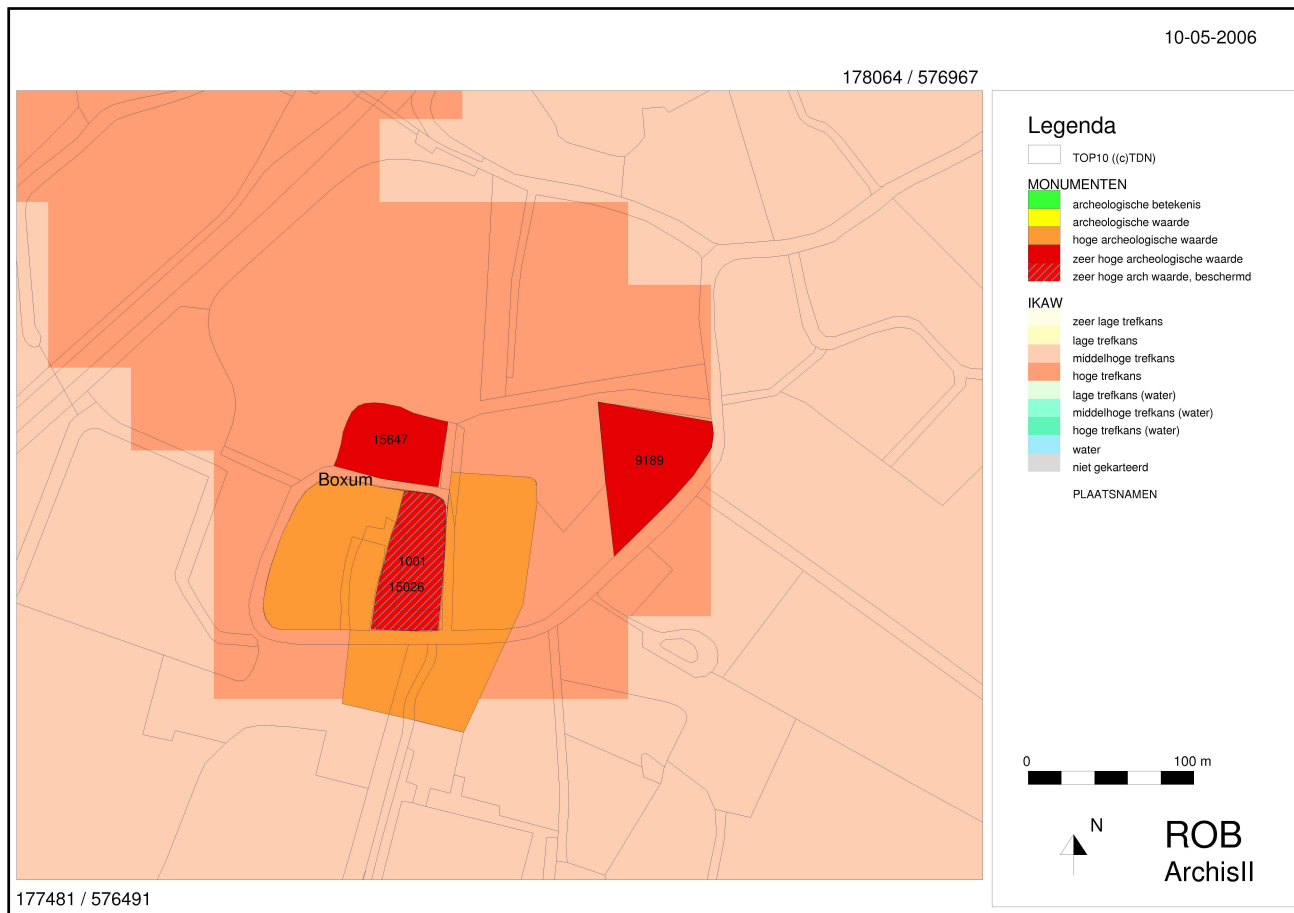 10-05-2006
178064 / 576967
15647
9189
Boxum
1001
15026
177481 / 576491
Legenda
TOP10 ((c)TDN)
MONUMENTEN
archeologische betekenis
archeologische waarde
hoge archeologische waarde
zeer hoge archeologische waarde
zeer hoge arch waarde, beschermd
IKAW
zeer lage trefkans
lage trefkans
middelhoge trefkans
hoge trefkans
lage trefkans (water)
middelhoge trefkans (water)
hoge trefkans (water)
water
niet gekarteerd
PLAATSNAMEN
0 100 m
N
ROB
ArchisII